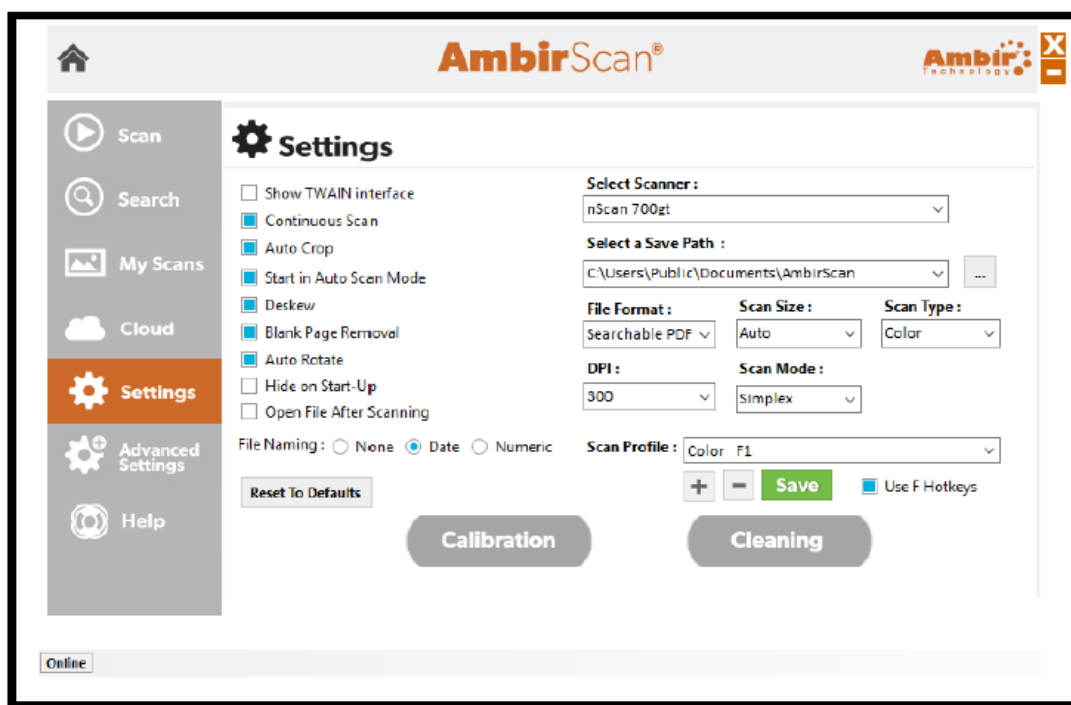 AmbirScan®
Ambir
Technology
X
Scan
Search
My Scans
Cloud
Settings
Advanced
Settings
Help
Settings
Show TWAIN interface
Continuous Scan
Auto Crop
Start in Auto Scan Mode
Deskew
Blank Page Removal
Auto Rotate
Hide on Start-Up
Open File After Scanning
File Naming : None Date Numeric
Reset To Defaults
Select Scanner :
nScan 700gt
Select a Save Path :
C:\Users\Public\Documents\AmbirScan
...
File Format : Scan Size : Scan Type :
Searchable PDF Auto Color
DPI : Scan Mode :
300 Simplex
Scan Profile : Color F1
+ − Save Use F Hotkeys
Calibration Cleaning
Online